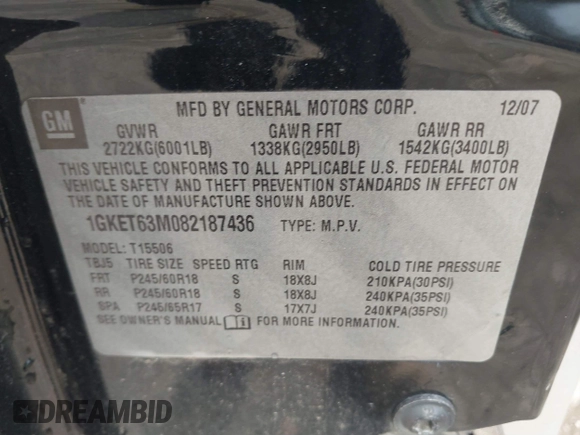 GM
MFD BY GENERAL MOTORS CORP. 12/07
GVWR GAWR FRT GAWR RR
2722KG(6001LB) 1338KG(2950LB) 1542KG(3400LB)
THIS VEHICLE CONFORMS TO ALL APPLICABLE U.S. FEDERAL MOTOR
VEHICLE SAFETY AND THEFT PREVENTION STANDARDS IN EFFECT ON
THE DATE OF MANUFACTURE SHOWN ABOVE.
1GKET63M082187436 TYPE: M.P.V.
MODEL: T15506
TBJ5 TIRE SIZE SPEED RTG RIM COLD TIRE PRESSURE
FRT P245/60R18 S 18X8J 210KPA(30PSI)
RR P245/60R18 S 18X8J 240KPA(35PSI)
SPA P245/65R17 S 17X7J 240KPA(35PSI)
SEE OWNER'S MANUAL FOR MORE INFORMATION.
DREAMBID